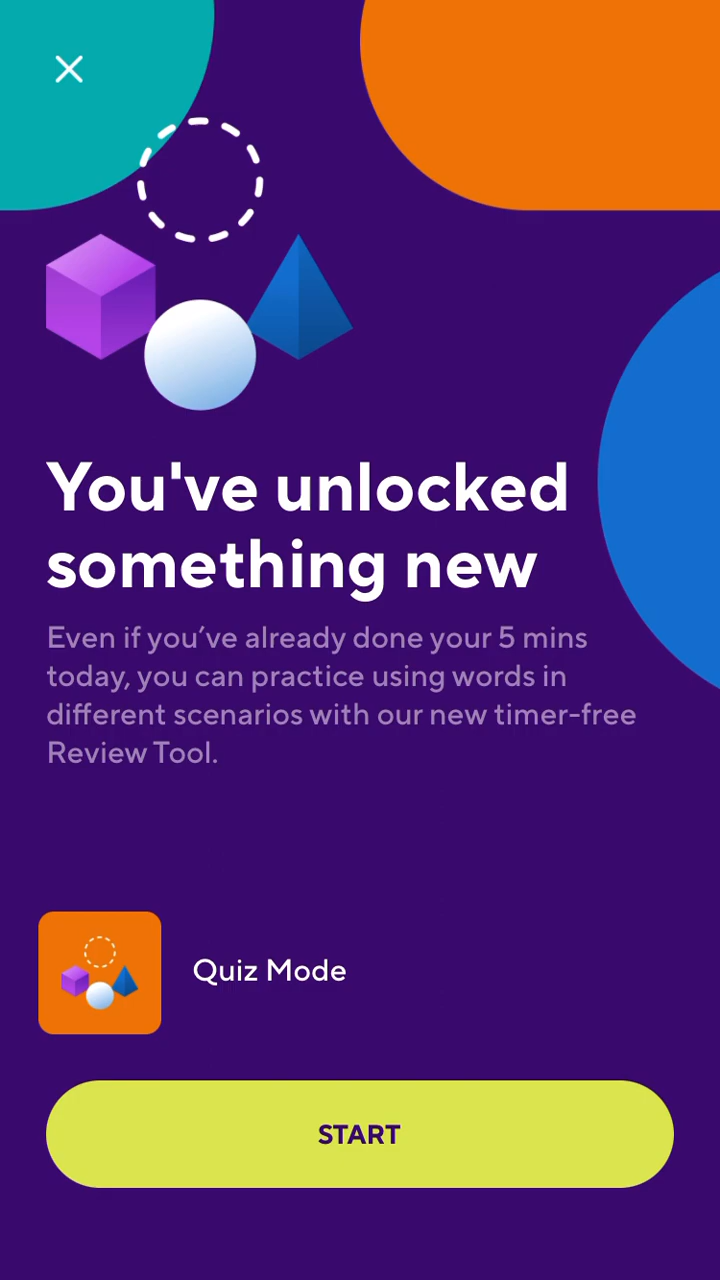 You've unlocked
something new
Even if you’ve already done your 5 mins
today, you can practice using words in
different scenarios with our new timer-free
Review Tool.
Quiz Mode
START